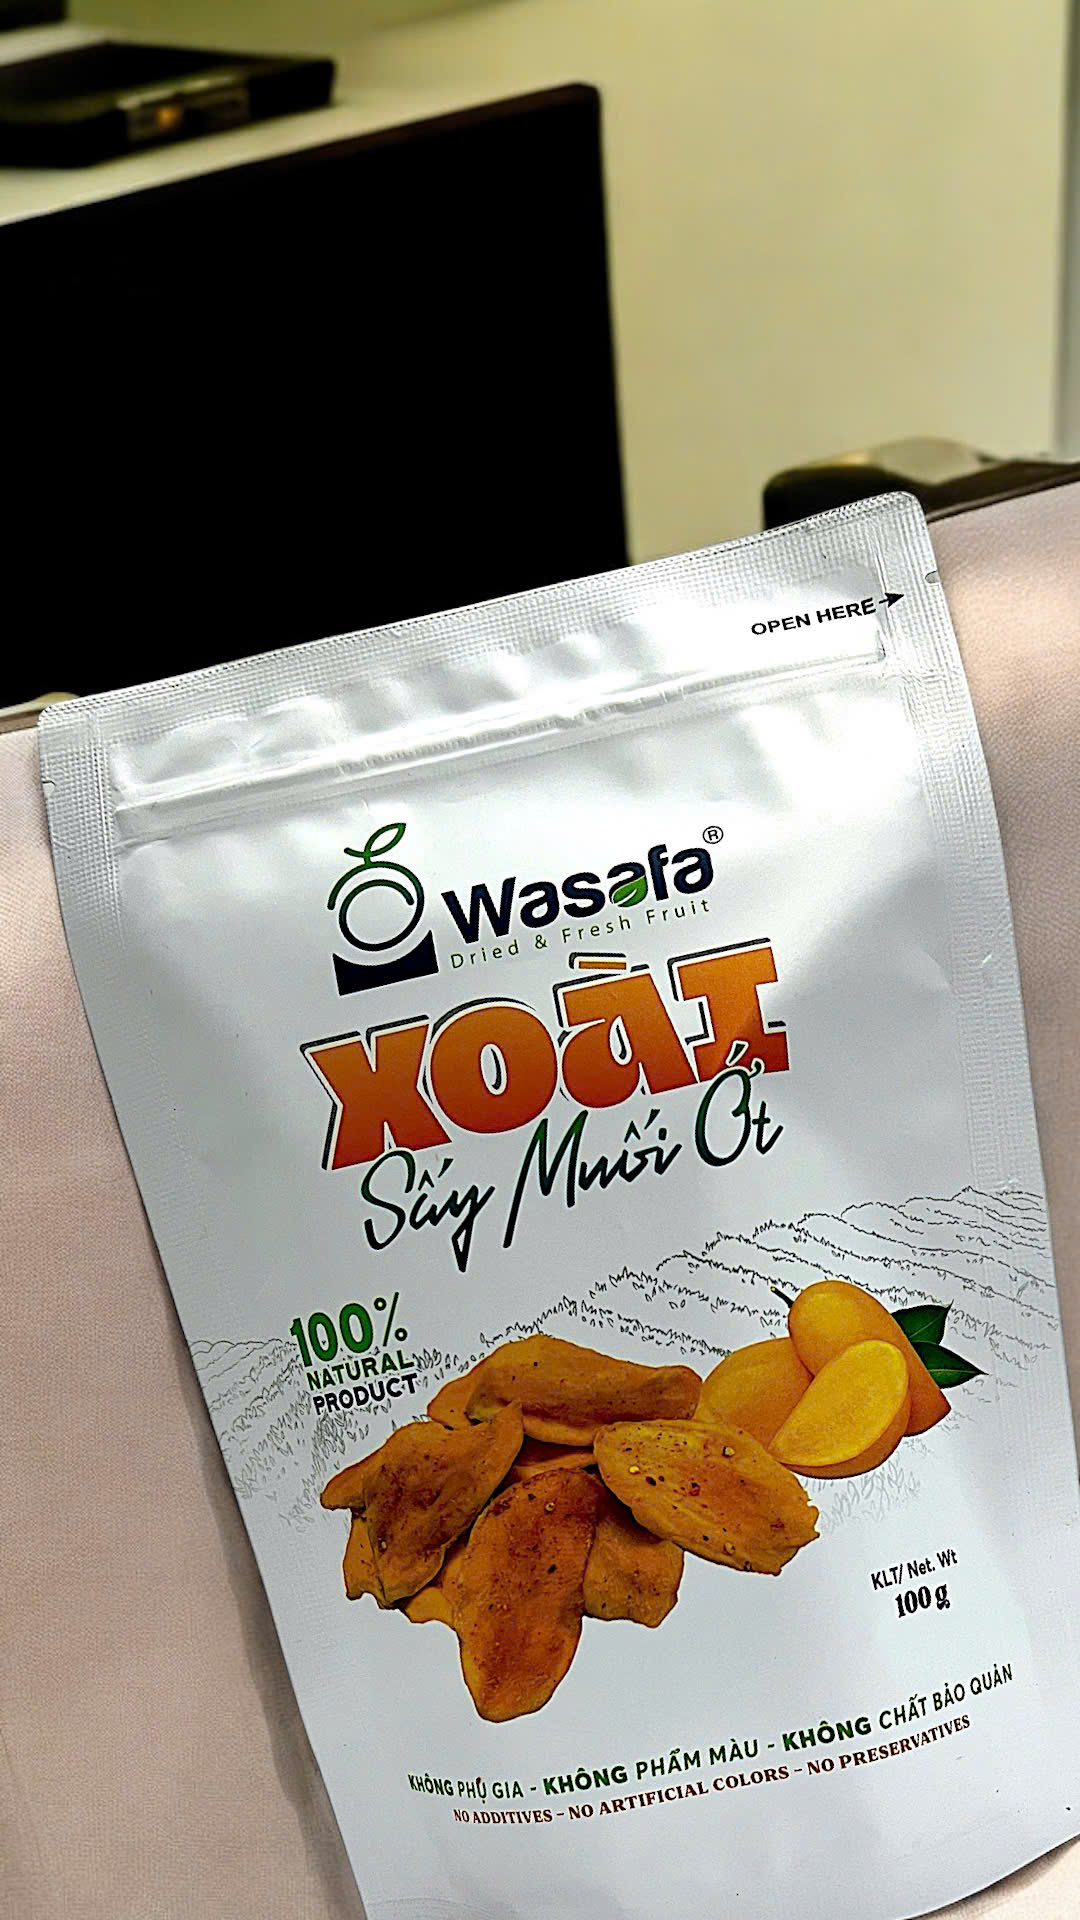 OPEN HERE
Wasafa®
Dried & Fresh Fruit
XOÀI
Sấy Muối Ớt
100%
NATURAL
PRODUCT
KLT/ Net. Wt
100 g
KHÔNG PHỤ GIA - KHÔNG PHẨM MÀU - KHÔNG CHẤT BẢO QUẢN
NO ADDITIVES - NO ARTIFICIAL COLORS - NO PRESERVATIVES